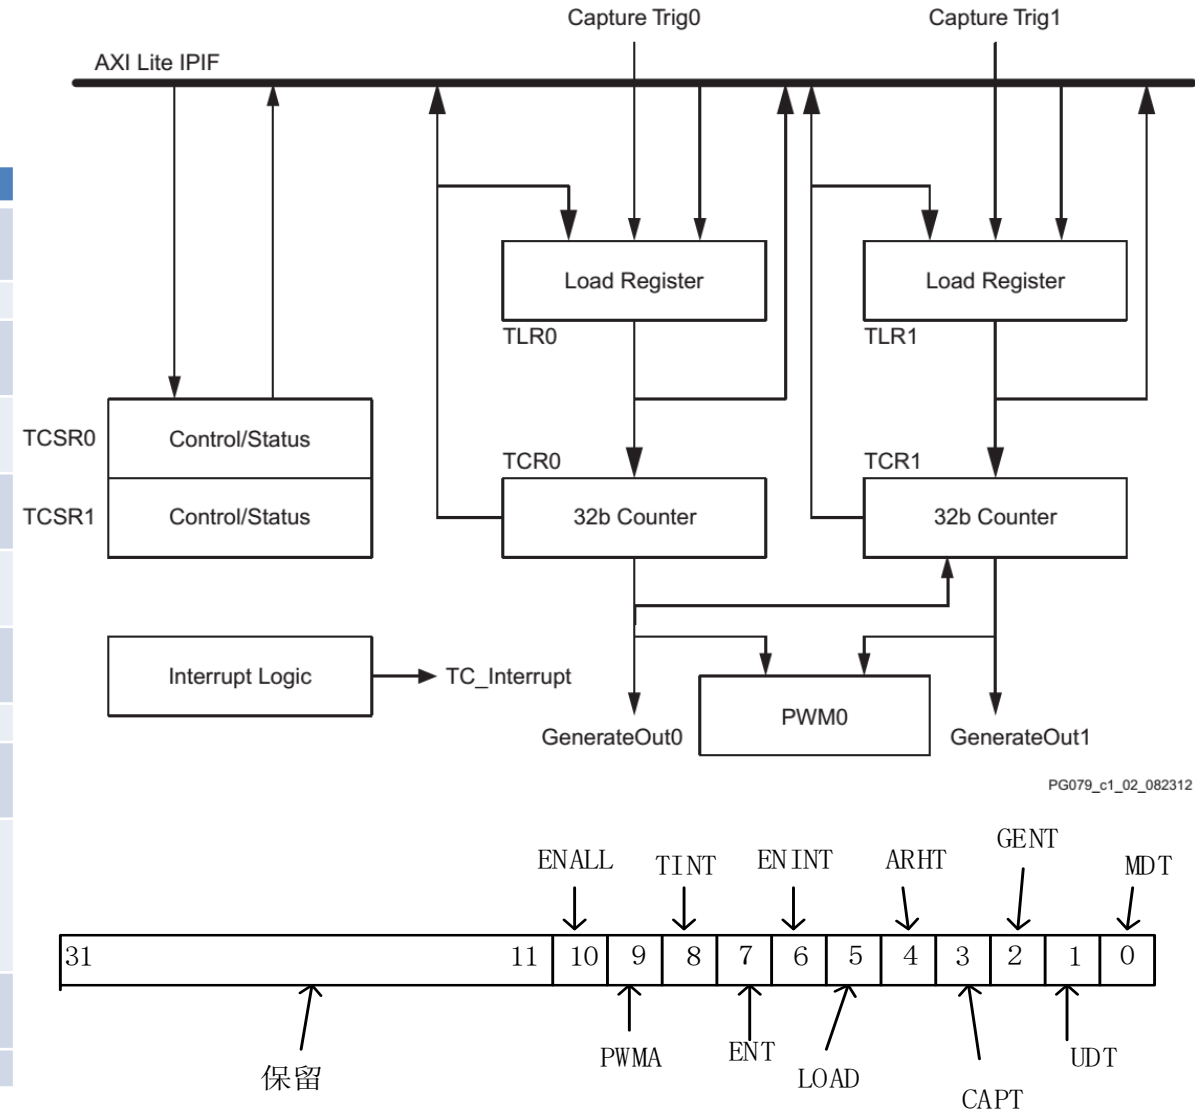 Capture Trig0 Capture Trig1
AXI Lite IPIF
Load Register Load Register
TLR0 TLR1
TCSR0 Control/Status
TCR0 TCR1
TCSR1 Control/Status
32b Counter 32b Counter
Interrupt Logic TC_Interrupt
PWM0
GenerateOut0 GenerateOut1
PG079_c1_02_082312
ENALL TINT ENINT ARHT GENT MDT
31 11 10 9 8 7 6 5 4 3 2 1 0
保留 PWMA ENT LOAD CAPT UDT